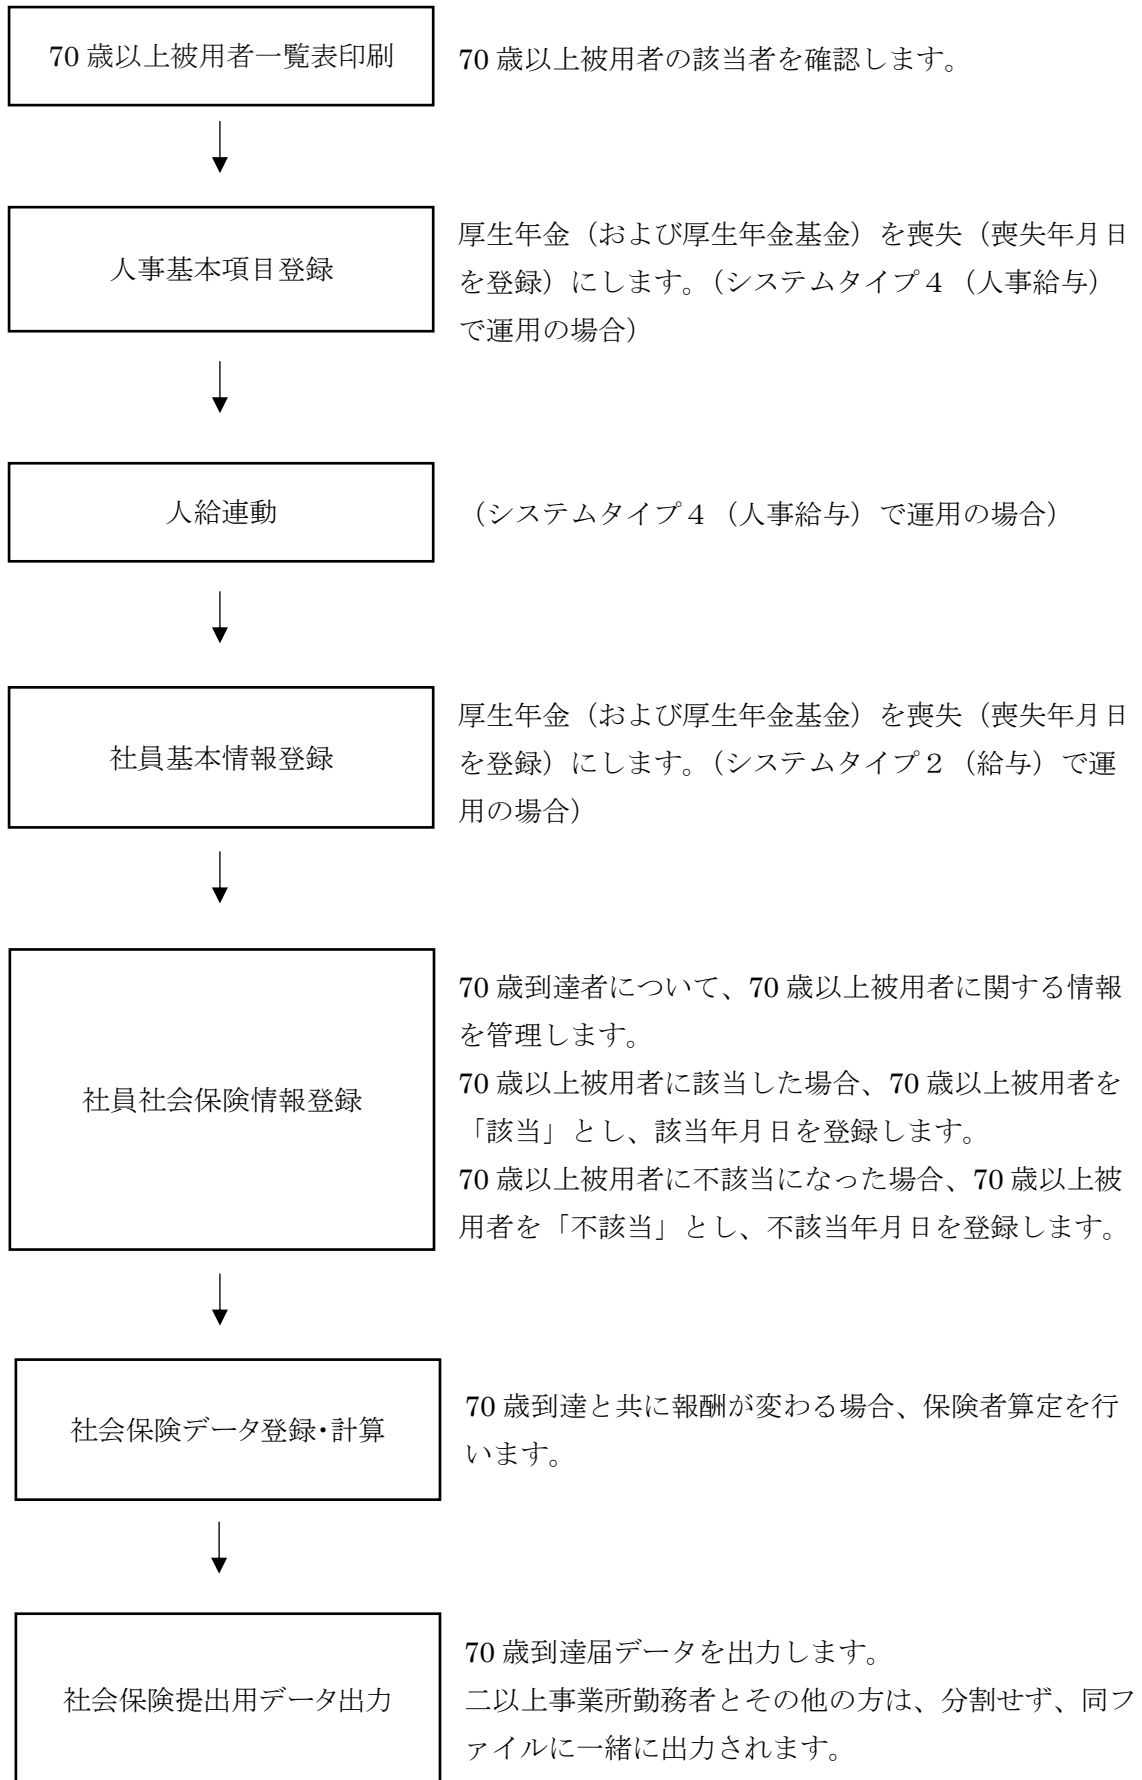 70 歳以上被用者一覧表印刷
70 歳以上被用者の該当者を確認します。
人事基本項目登録
厚生年金（および厚生年金基金）を喪失（喪失年月日
を登録）にします。（システムタイプ４（人事給与）
で運用の場合）
人給連動
（システムタイプ４（人事給与）で運用の場合）
社員基本情報登録
厚生年金（および厚生年金基金）を喪失（喪失年月日
を登録）にします。（システムタイプ２（給与）で運
用の場合）
社員社会保険情報登録
70 歳到達者について、70 歳以上被用者に関する情報
を管理します。
70 歳以上被用者に該当した場合、70 歳以上被用者を
「該当」とし、該当年月日を登録します。
70 歳以上被用者に不該当になった場合、70 歳以上被
用者を「不該当」とし、不該当年月日を登録します。
社会保険データ登録・計算
70 歳到達と共に報酬が変わる場合、保険者算定を行
います。
社会保険提出用データ出力
70 歳到達届データを出力します。
二以上事業所勤務者とその他の方は、分割せず、同フ
ァイルに一緒に出力されます。